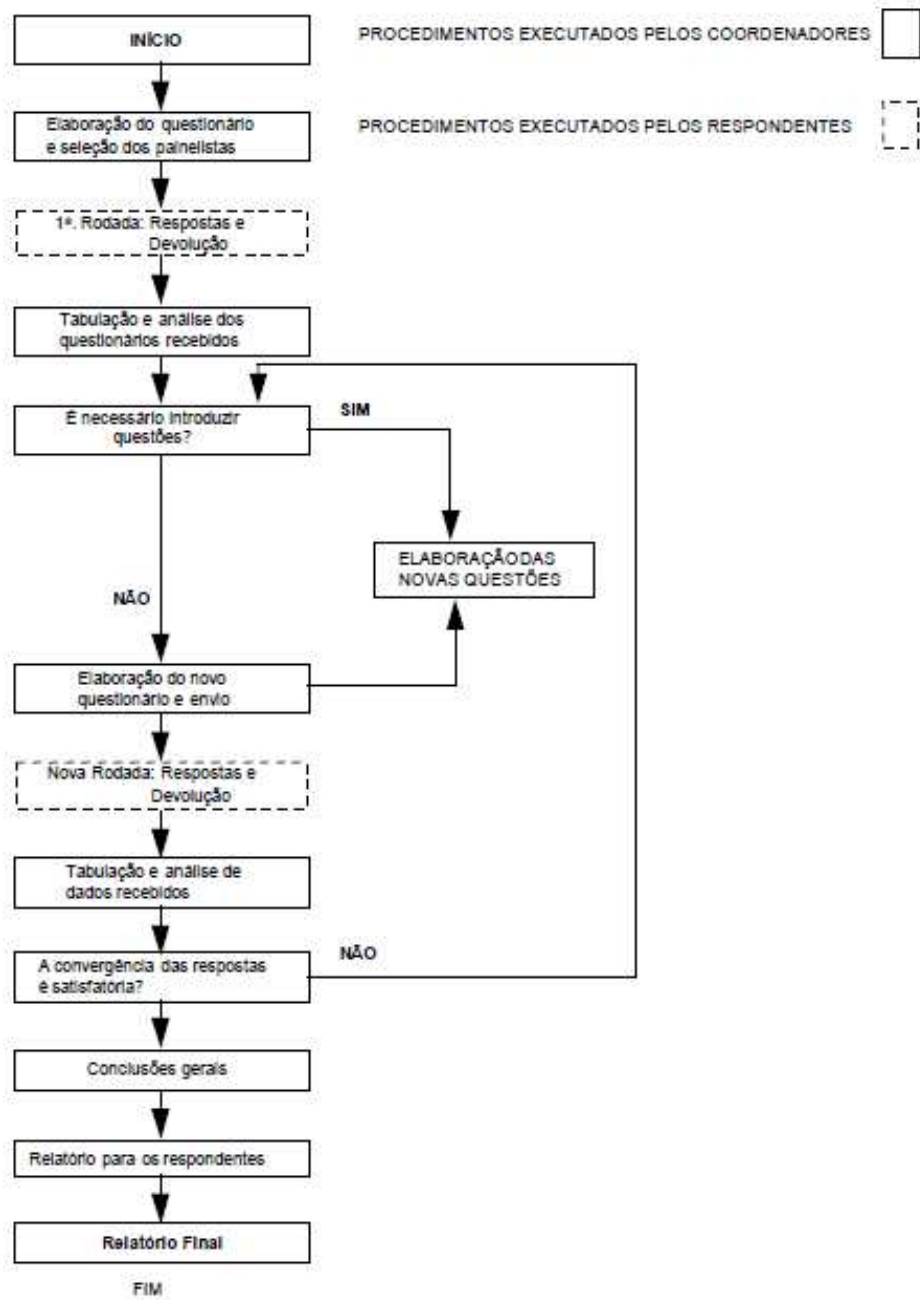 INÍCIO
PROCEDIMENTOS EXECUTADOS PELOS COORDENADORES
Elaboração do questionário
e seleção dos painelistas
PROCEDIMENTOS EXECUTADOS PELOS RESPONDENTES
1ª. Rodada: Respostas e
Devolução
Tabulação e análise dos
questionários recebidos
É necessário introduzir
questões?
SIM
ELABORAÇÃO DAS
NOVAS QUESTÕES
NÃO
Elaboração do novo
questionário e envio
Nova Rodada: Respostas e
Devolução
Tabulação e análise de
dados recebidos
A convergência das respostas
é satisfatória?
NÃO
Conclusões gerais
Relatório para os respondentes
Relatório Final
FIM